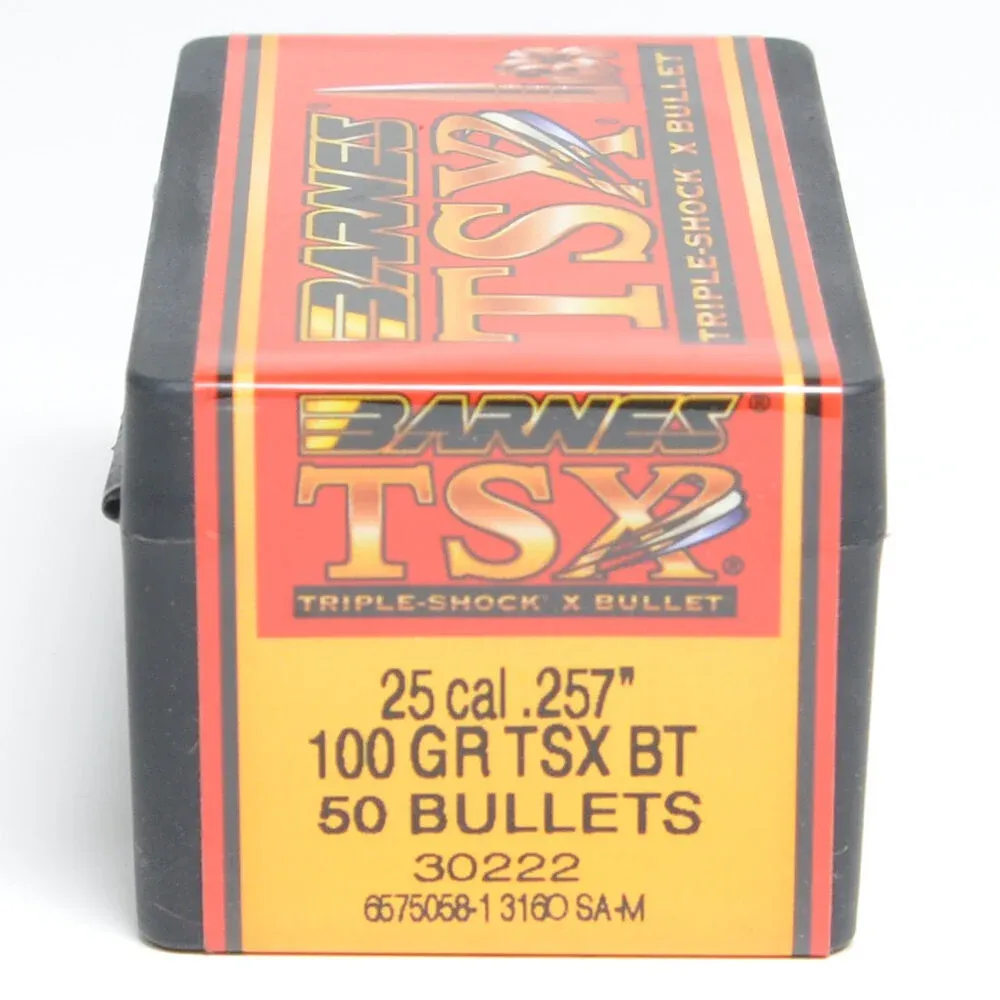 BARNES®
TSX®
TRIPLE-SHOCK X BULLET
BARNES®
TSX®
TRIPLE-SHOCK X BULLET
25 cal .257"
100 GR TSX BT
50 BULLETS
30222
6575058-1 3160 SA-M